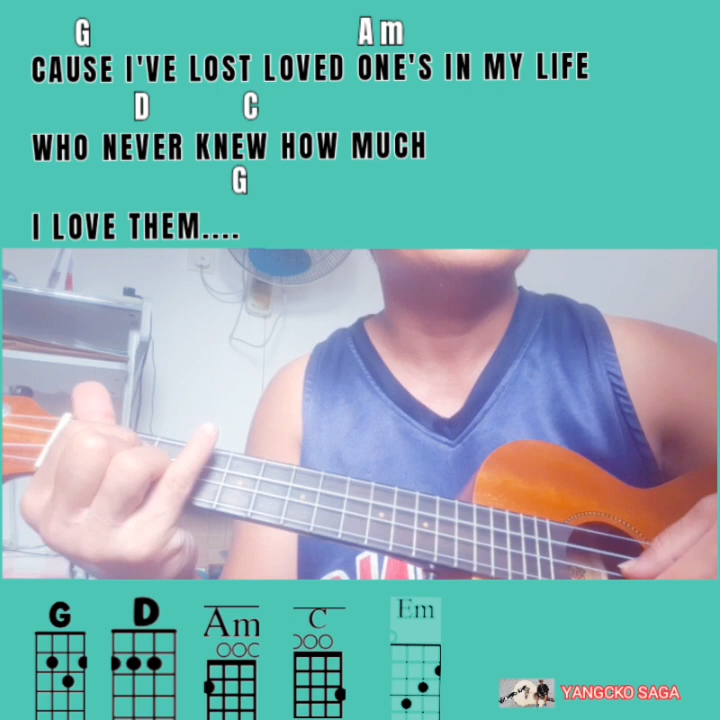 G Am
CAUSE I'VE LOST LOVED ONE'S IN MY LIFE
D C
WHO NEVER KNEW HOW MUCH
G
I LOVE THEM....
G D Am C Em
YANGCKO SAGA